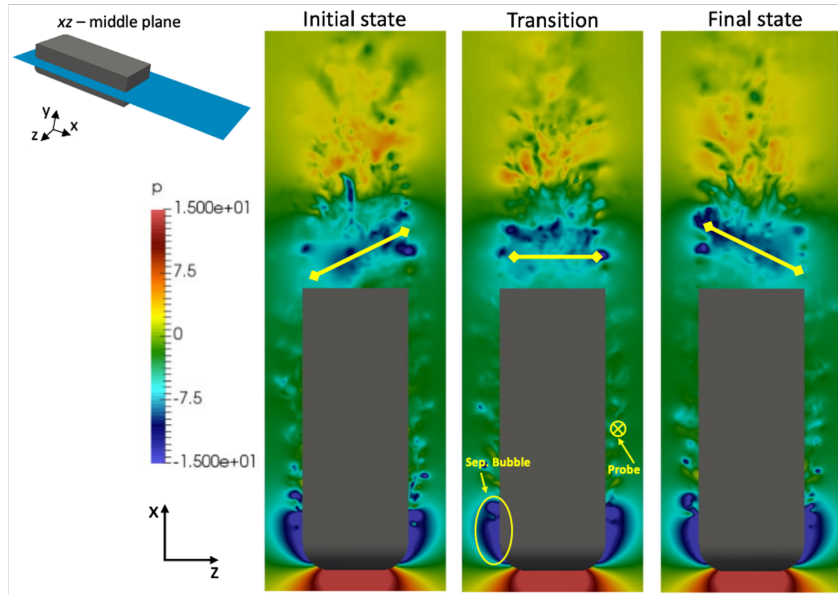 xz – middle plane
Initial state
Transition
Final state
y
z
x
p
1.500e+01
7.5
0
-7.5
-1.500e+01
Sep. Bubble
Probe
X
Z